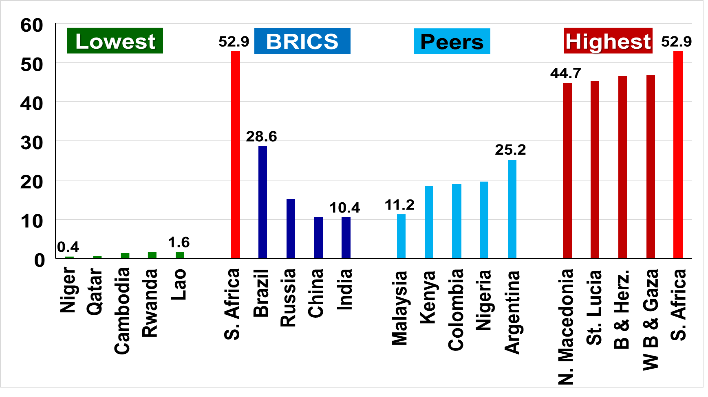 60
50
40
30
20
10
0
Lowest
BRICS
Peers
Highest
0.4
1.6
52.9
28.6
10.4
11.2
25.2
44.7
52.9
Niger
Qatar
Cambodia
Rwanda
Lao
S. Africa
Brazil
Russia
China
India
Malaysia
Kenya
Colombia
Nigeria
Argentina
N. Macedonia
St. Lucia
B & Herz.
W B & Gaza
S. Africa